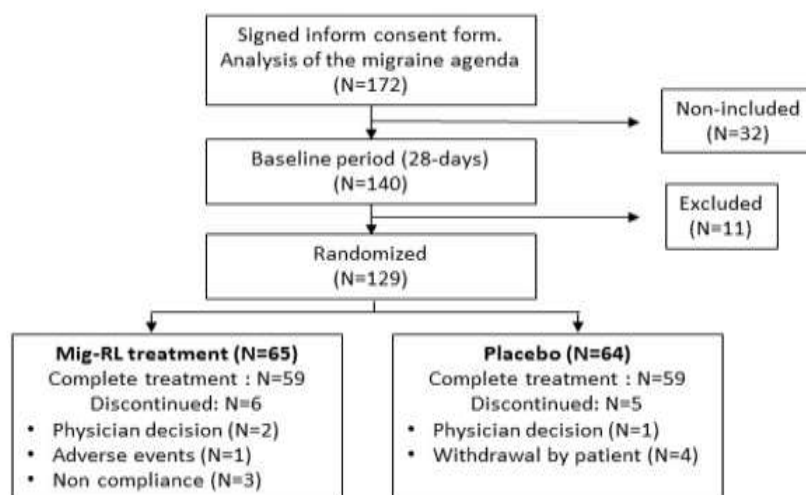 Signed inform consent form.
Analysis of the migraine agenda
(N=172)
Non-included
(N=32)
Baseline period (28-days)
(N=140)
Excluded
(N=11)
Randomized
(N=129)
Mig-RL treatment (N=65)
Complete treatment : N=59
Discontinued: N=6
• Physician decision (N=2)
• Adverse events (N=1)
• Non compliance (N=3)
Placebo (N=64)
Complete treatment : N=59
Discontinued: N=5
• Physician decision (N=1)
• Withdrawal by patient (N=4)